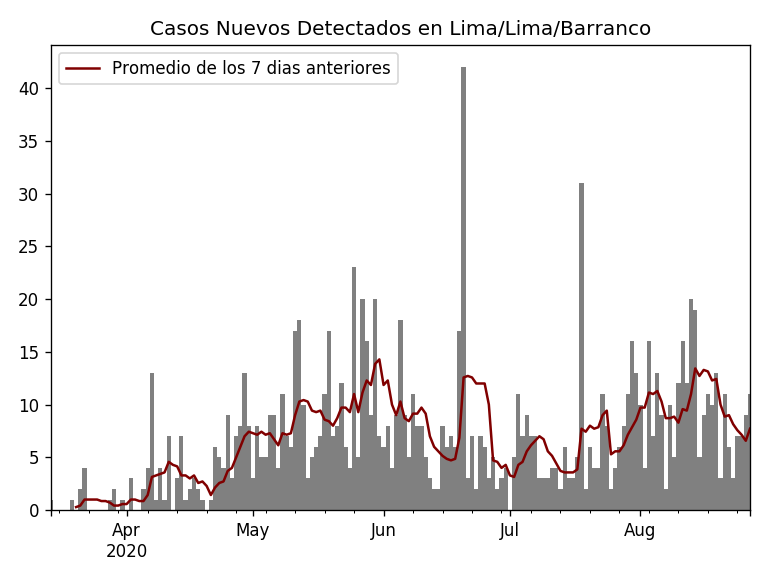 Casos Nuevos Detectados en Lima/Lima/Barranco
Promedio de los 7 dias anteriores
40
35
30
25
20
15
10
5
0
Apr
2020
May
Jun
Jul
Aug